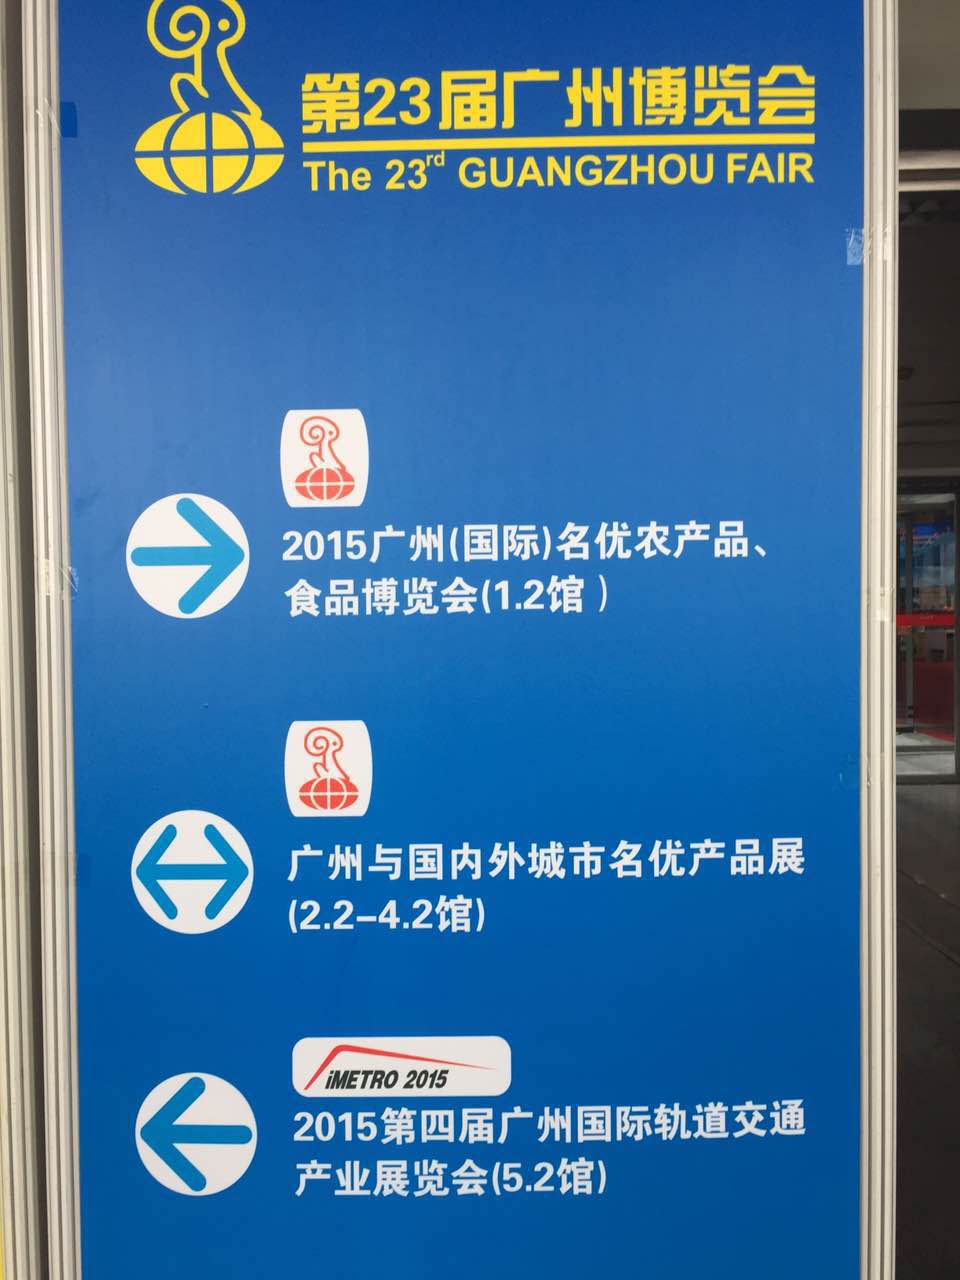 第23届广州博览会
The 23rd GUANGZHOU FAIR
2015广州(国际)名优农产品、
食品博览会(1.2馆)
广州与国内外城市名优产品展
(2.2-4.2馆)
iMETRO 2015
2015第四届广州国际轨道交通
产业展览会(5.2馆)